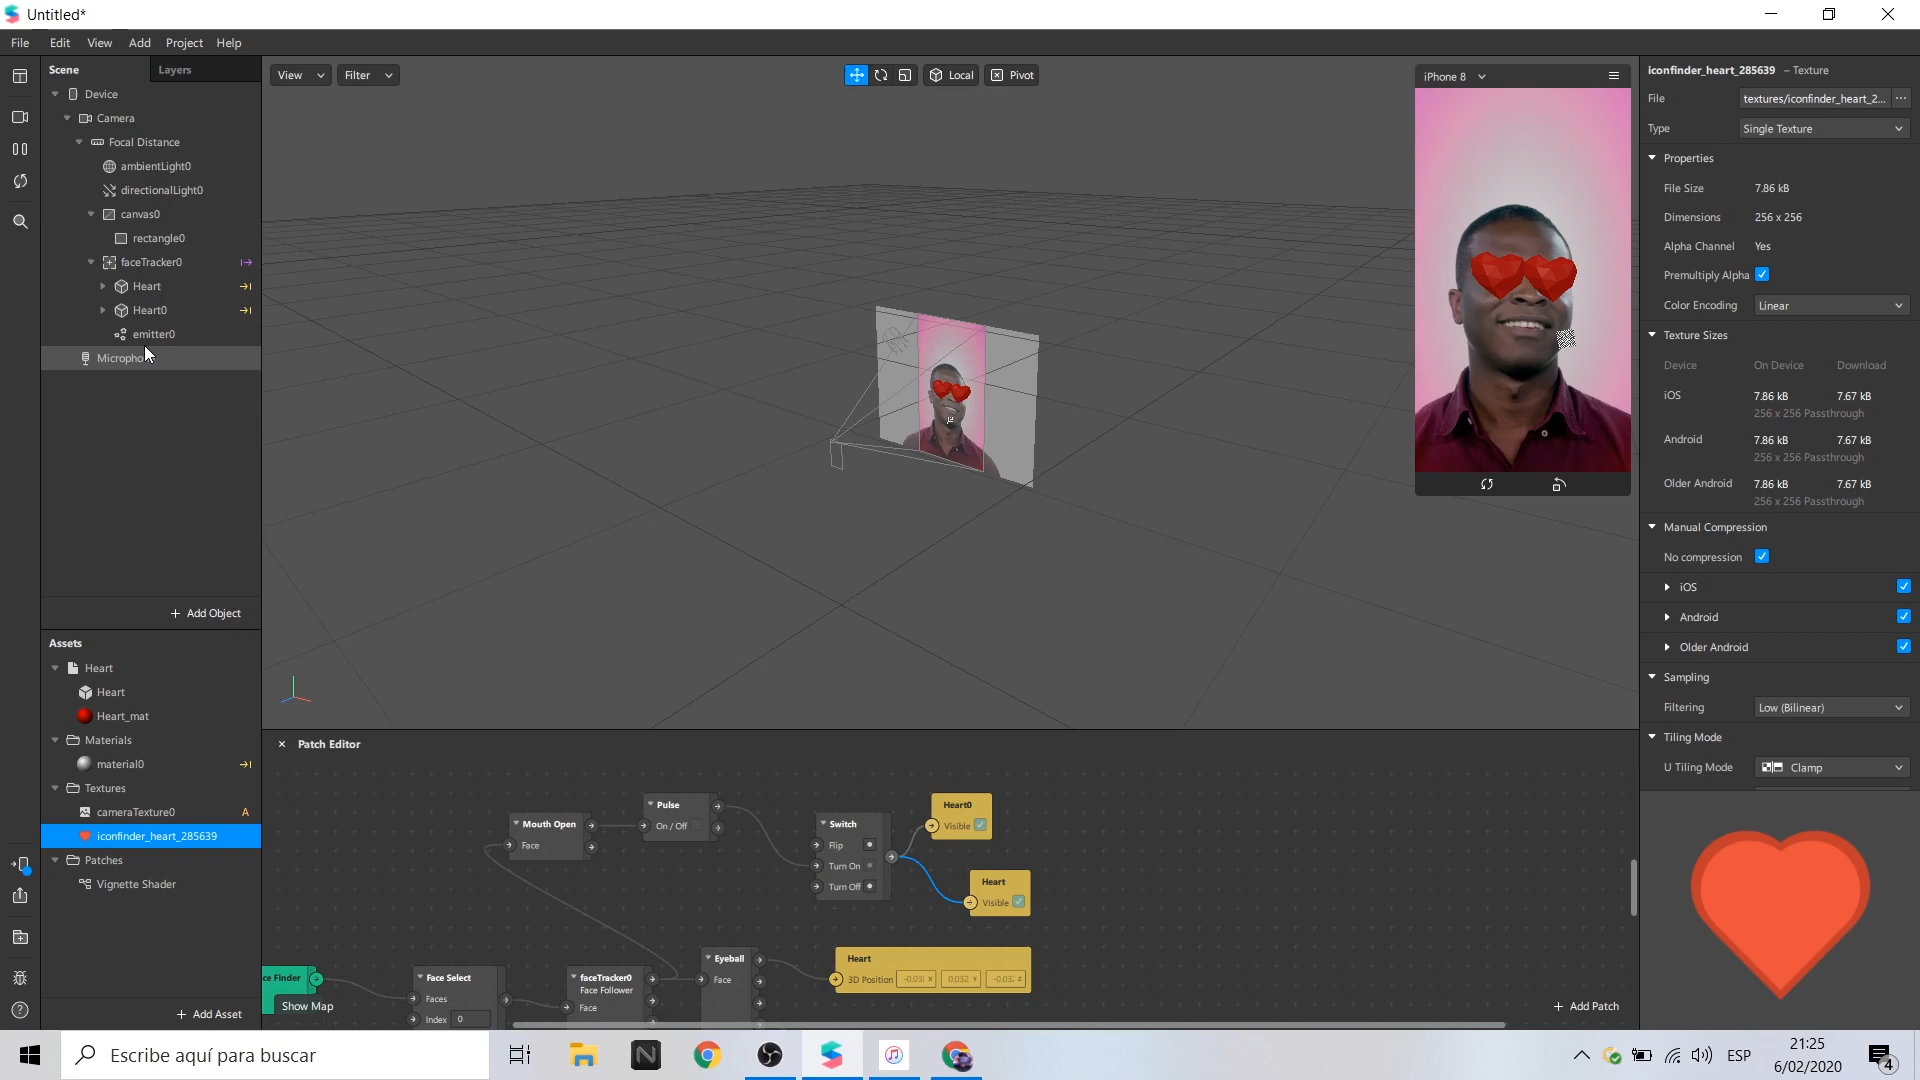 Untitled*
File Edit View Add Project Help
Scene Layers
Device
Camera
Focal Distance
ambientLight0
directionalLight0
canvas0
rectangle0
faceTracker0
Heart
Heart0
emitter0
Micropho
+ Add Object
Assets
Heart
Heart
Heart_mat
Materials
material0
Textures
cameraTexture0 A
iconfinder_heart_285639
Patches
Vignette Shader
+ Add Asset
View Filter
Local Pivot
iPhone 8
Patch Editor
Mouth Open
Face
Pulse
On / Off
Switch
Flip
Turn On
Turn Off
Heart0
Visible
Heart
Visible
ce Finder
Show Map
Face Select
Faces
Index 0
faceTracker0
Face Follower
Face
Eyeball
Face
Heart
3D Position -0.031 X 0.032 Y -0.03. Z
+ Add Patch
iconfinder_heart_285639 – Texture
File textures/iconfinder_heart_2... ...
Type Single Texture
Properties
File Size 7.86 kB
Dimensions 256 x 256
Alpha Channel Yes
Premultiply Alpha
Color Encoding Linear
Texture Sizes
Device On Device Download
iOS 7.86 kB 7.67 kB
256 x 256 Passthrough
Android 7.86 kB 7.67 kB
256 x 256 Passthrough
Older Android 7.86 kB 7.67 kB
256 x 256 Passthrough
Manual Compression
No compression
iOS
Android
Older Android
Sampling
Filtering Low (Bilinear)
Tiling Mode
U Tiling Mode Clamp
Escribe aquí para buscar
ESP
21:25
6/02/2020
4